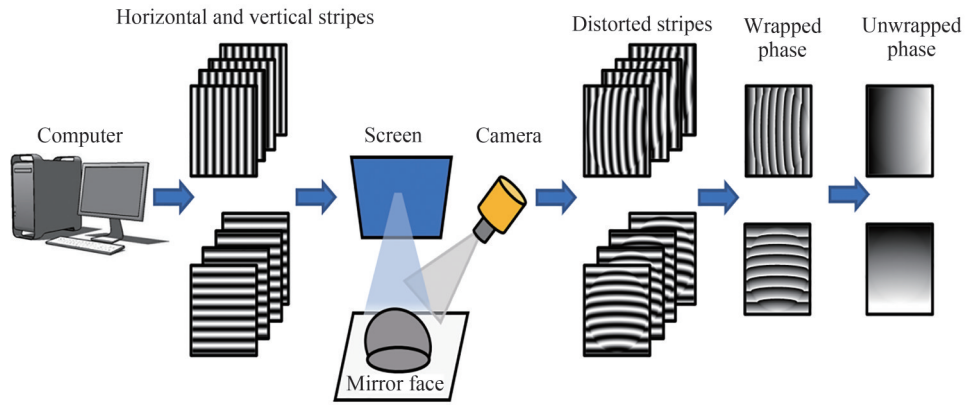 Horizontal and vertical stripes
Distorted stripes
Wrapped
phase
Unwrapped
phase
Computer
Screen
Camera
Mirror face